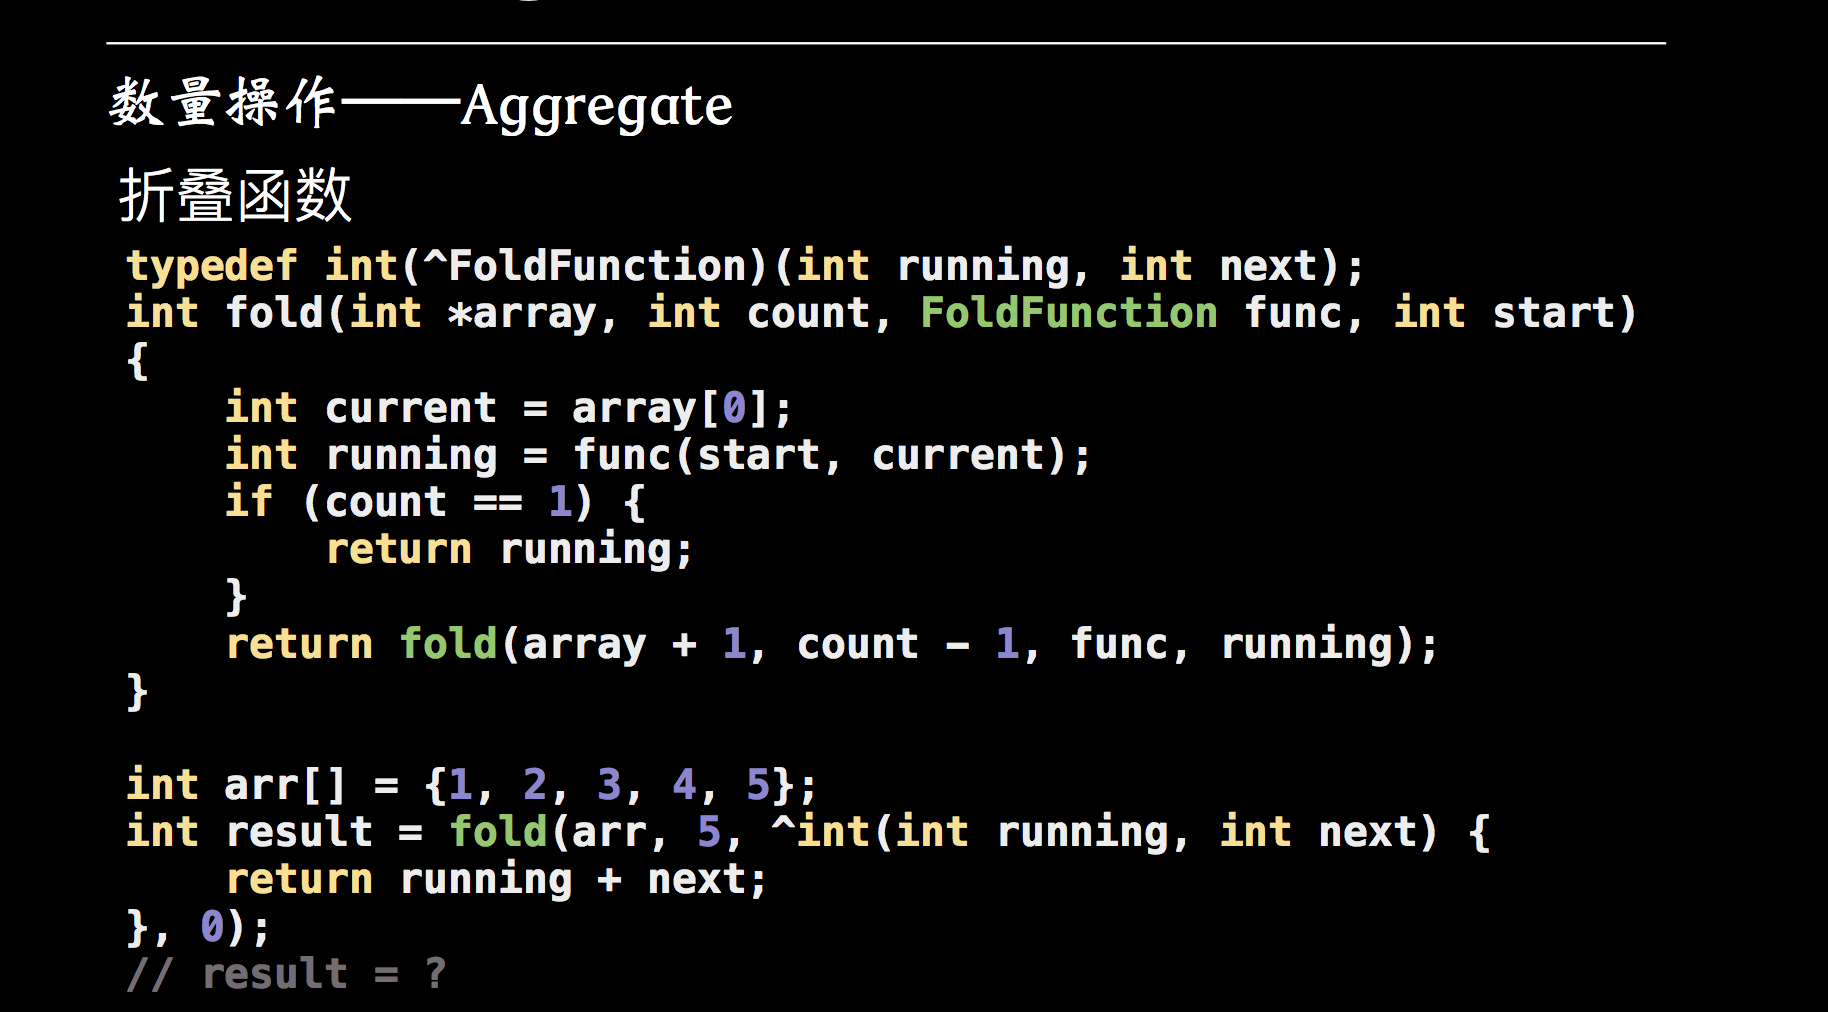 数量操作——Aggregate
折叠函数
typedef int(^FoldFunction)(int running, int next);
int fold(int *array, int count, FoldFunction func, int start)
{
    int current = array[0];
    int running = func(start, current);
    if (count == 1) {
        return running;
    }
    return fold(array + 1, count - 1, func, running);
}

int arr[] = {1, 2, 3, 4, 5};
int result = fold(arr, 5, ^int(int running, int next) {
    return running + next;
}, 0);
// result = ?